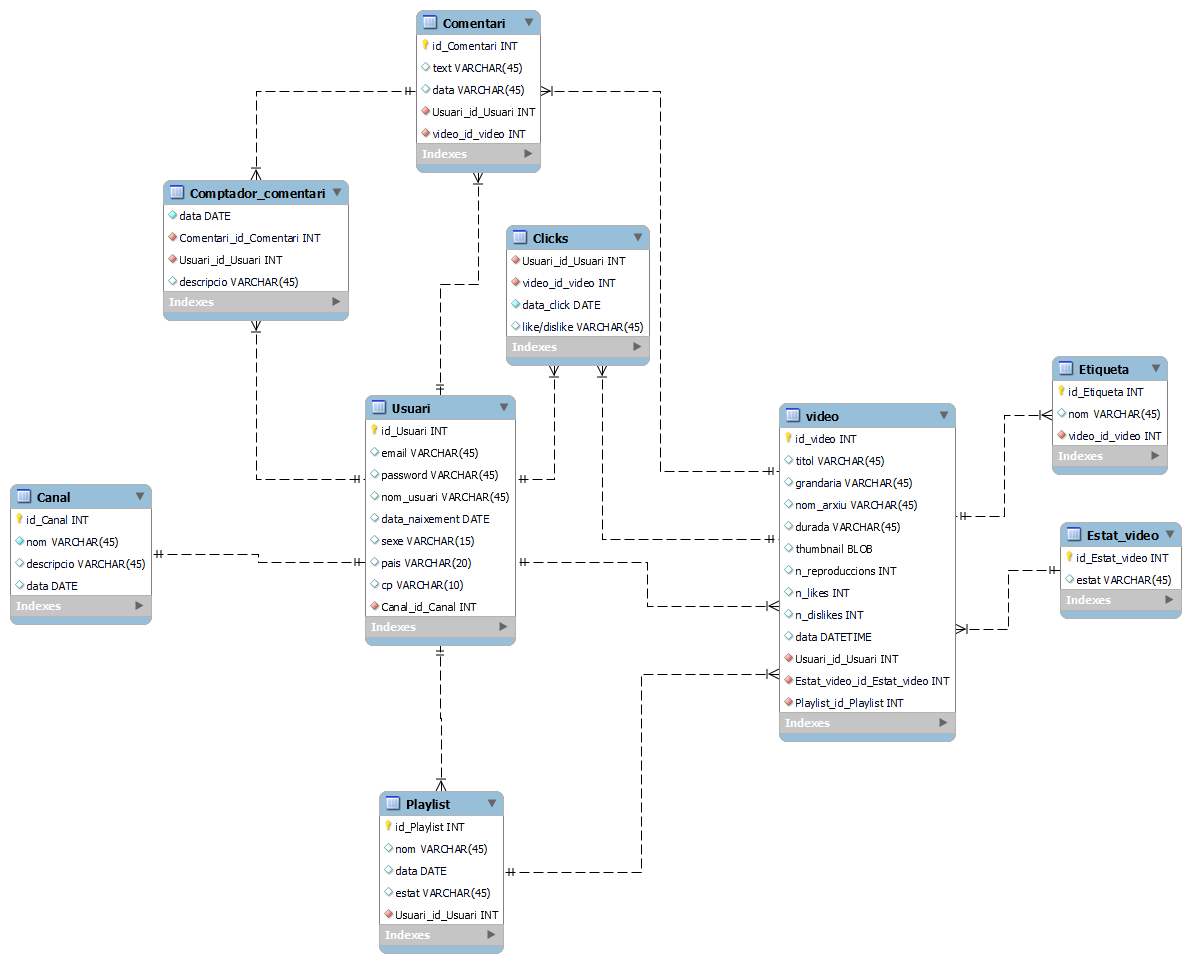 Comentari
id_Comentari INT
text VARCHAR(45)
data VARCHAR(45)
Usuari_id_Usuari INT
video_id_video INT
Indexes
Comptador_comentari
data DATE
Comentari_id_Comentari INT
Usuari_id_Usuari INT
descripcio VARCHAR(45)
Indexes
Clicks
Usuari_id_Usuari INT
video_id_video INT
data_click DATE
like/dislike VARCHAR(45)
Indexes
Usuari
id_Usuari INT
email VARCHAR(45)
password VARCHAR(45)
nom_usuari VARCHAR(45)
data_naixement DATE
sexe VARCHAR(15)
pais VARCHAR(20)
cp VARCHAR(10)
Canal_id_Canal INT
Indexes
Canal
id_Canal INT
nom VARCHAR(45)
descripcio VARCHAR(45)
data DATE
Indexes
video
id_video INT
titol VARCHAR(45)
grandaria VARCHAR(45)
nom_arxiu VARCHAR(45)
durada VARCHAR(45)
thumbnail BLOB
n_reproduccions INT
n_likes INT
n_dislikes INT
data DATETIME
Usuari_id_Usuari INT
Estat_video_id_Estat_video INT
Playlist_id_Playlist INT
Indexes
Etiqueta
id_Etiqueta INT
nom VARCHAR(45)
video_id_video INT
Indexes
Estat_video
id_Estat_video INT
estat VARCHAR(45)
Indexes
Playlist
id_Playlist INT
nom VARCHAR(45)
data DATE
estat VARCHAR(45)
Usuari_id_Usuari INT
Indexes